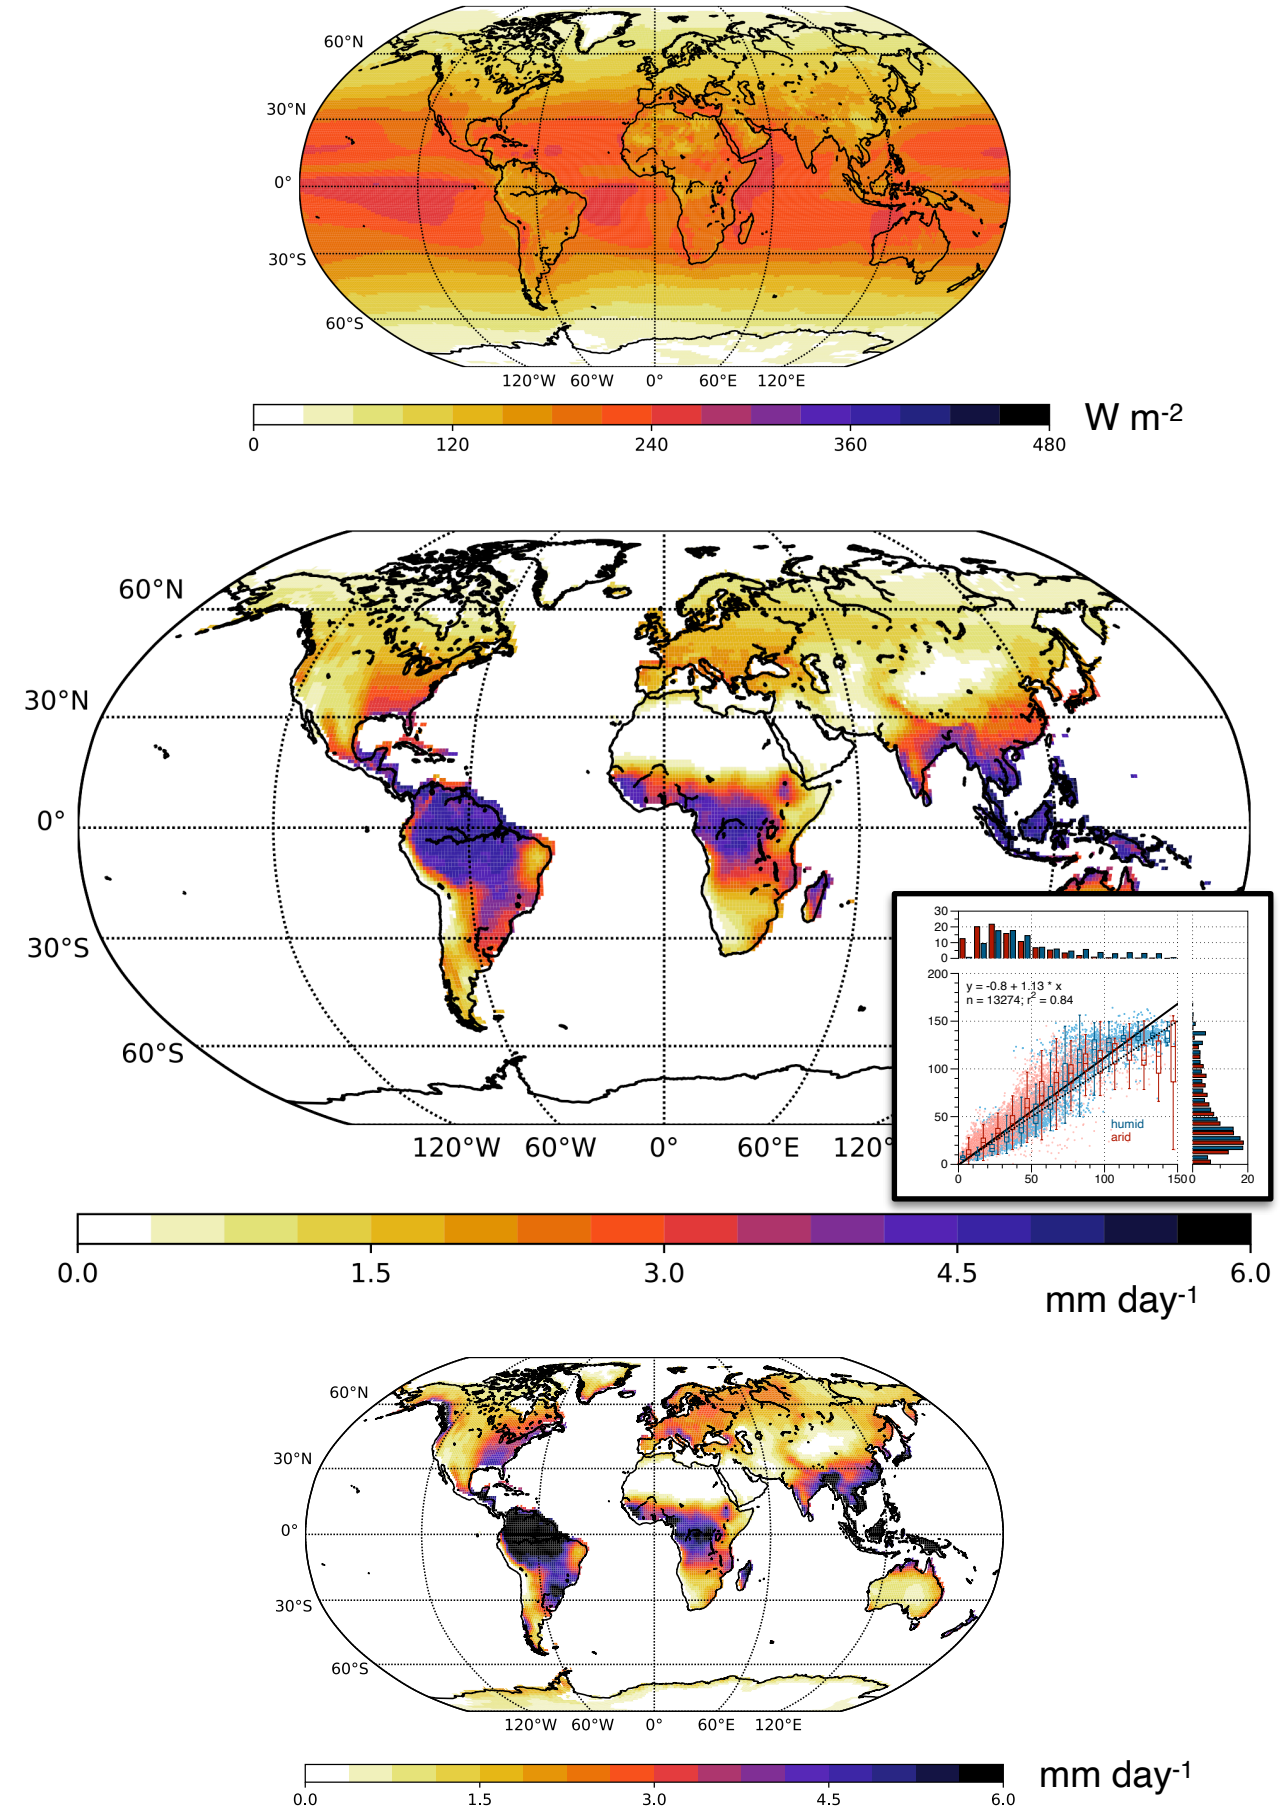 60°N
30°N
0°
30°S
60°S
120°W 60°W 0° 60°E 120°E
0 120 240 360 480
W m-2
60°N
30°N
0°
30°S
60°S
120°W 60°W 0° 60°E 120°
30
20
10
0
200
y = -0.8 + 1.13 * x
n = 13274; r2 = 0.84
150
100
50
humid
arid
0
0 50 100 150 0 20
0.0 1.5 3.0 4.5 6.0
mm day-1
60°N
30°N
0°
30°S
60°S
120°W 60°W 0° 60°E 120°E
mm day-1
0.0 1.5 3.0 4.5 6.0